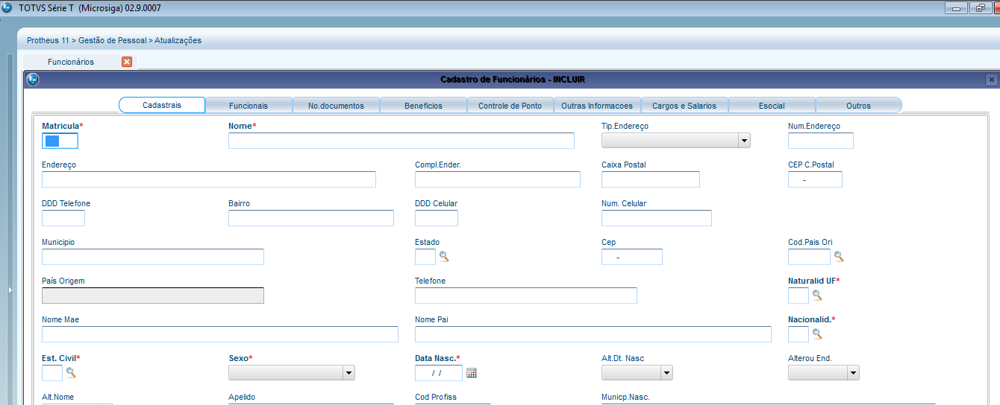 TOTVS Série T (Microsiga) 02.9.0007
Protheus 11 > Gestão de Pessoal > Atualizações
Funcionários
Cadastro de Funcionários - INCLUIR
Cadastrais Funcionais No.documentos Beneficios Controle de Ponto Outras Informacoes Cargos e Salarios Esocial Outros
Matricula* Nome* Tip.Endereço Num.Endereço
Endereço Compl.Ender. Caixa Postal CEP C.Postal
-
DDD Telefone Bairro DDD Celular Num. Celular
Municipio Estado Cep Cod.Pais Ori
-
País Origem Telefone Naturalid UF*
Nome Mae Nome Pai Nacionalid.*
Est. Civil* Sexo* Data Nasc.* Alt.Dt. Nasc Alterou End.
/ /
Alt.Nome Apelido Cod Profiss Municp.Nasc.